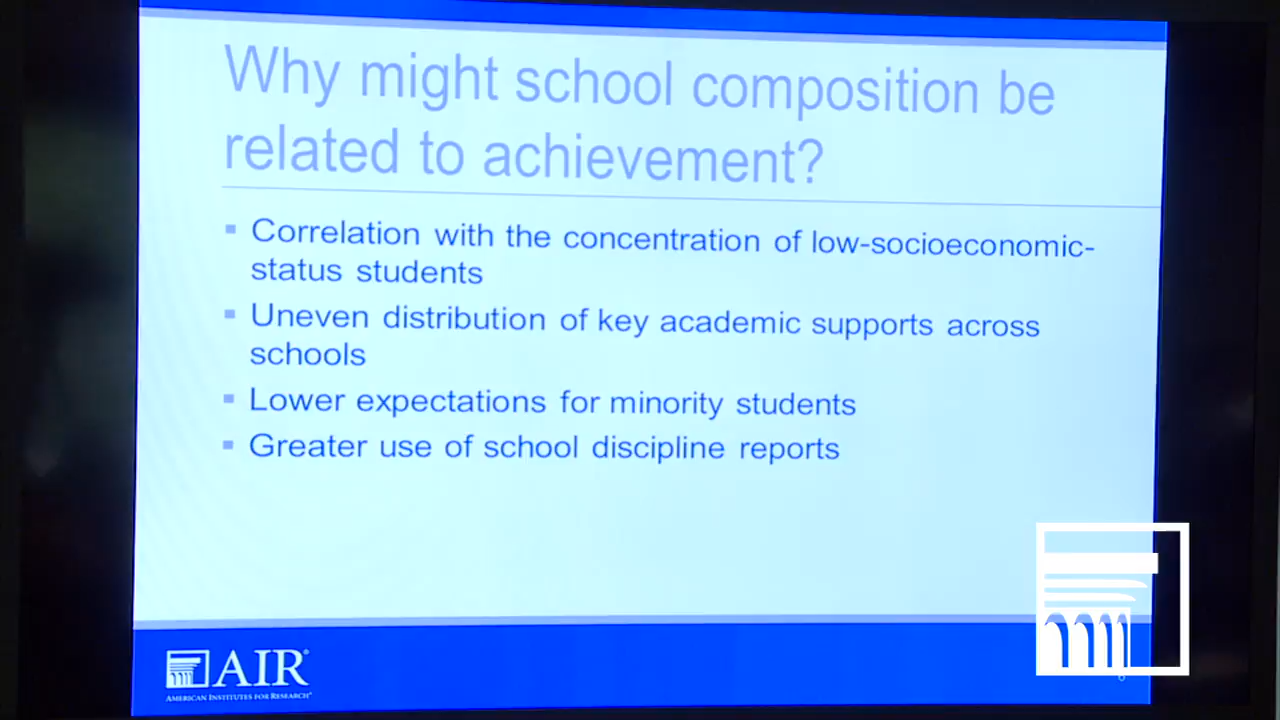 Why might school composition be
related to achievement?
▪ Correlation with the concentration of low-socioeconomic-
status students
▪ Uneven distribution of key academic supports across
schools
▪ Lower expectations for minority students
▪ Greater use of school discipline reports
AIR®
AMERICAN INSTITUTES FOR RESEARCH®